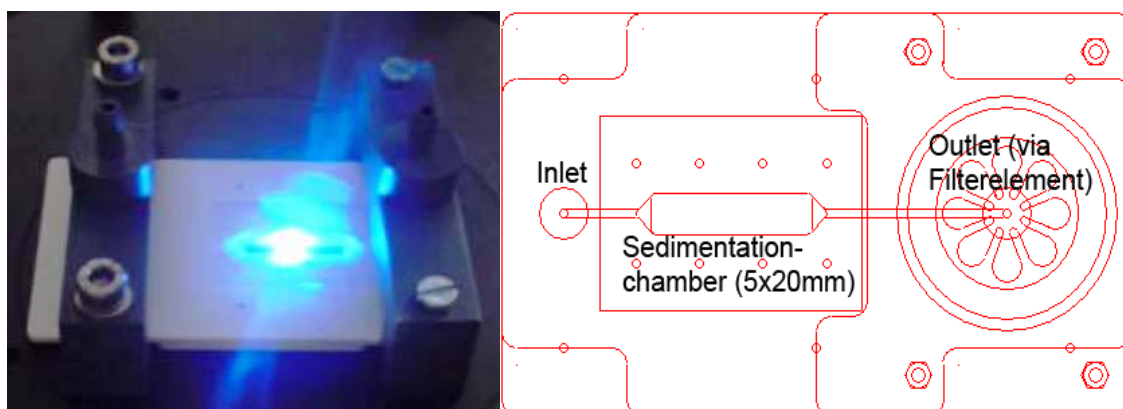 Inlet
Outlet (via
Filterelement)
Sedimentation-
chamber (5x20mm)